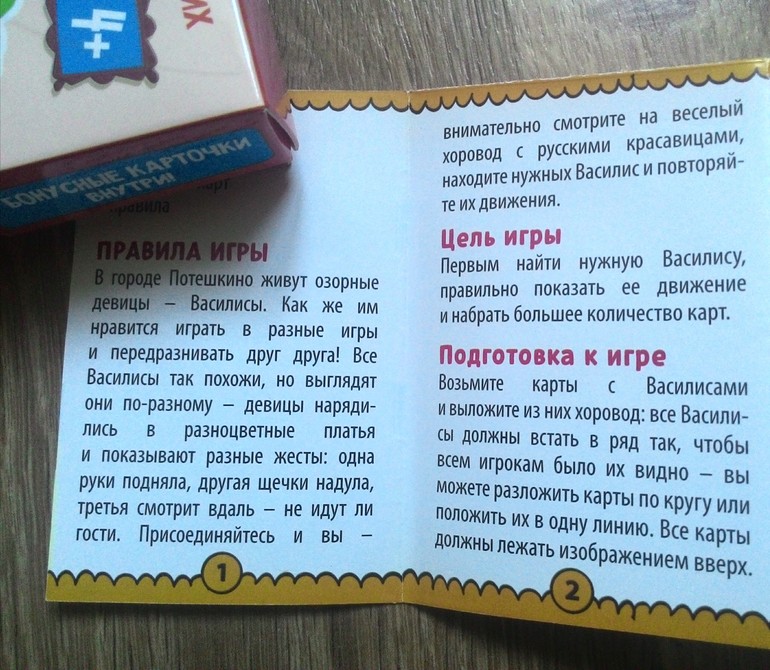 4+
БОНУСНЫЕ КАРТОЧКИ
ВНУТРИ!
карт
правила
ПРАВИЛА ИГРЫ
В городе Потешкино живут озорные
девицы – Василисы. Как же им
нравится играть в разные игры
и передразнивать друг друга! Все
Василисы так похожи, но выглядят
они по-разному – девицы наряди-
лись в разноцветные платья
и показывают разные жесты: одна
руки подняла, другая щечки надула,
третья смотрит вдаль – не идут ли
гости. Присоединяйтесь и вы –
1
внимательно смотрите на веселый
хоровод с русскими красавицами,
находите нужных Василис и повторяй-
те их движения.
Цель игры
Первым найти нужную Василису,
правильно показать ее движение
и набрать большее количество карт.
Подготовка к игре
Возьмите карты с Василисами
и выложите из них хоровод: все Васили-
сы должны встать в ряд так, чтобы
всем игрокам было их видно – вы
можете разложить карты по кругу или
положить их в одну линию. Все карты
должны лежать изображением вверх.
2